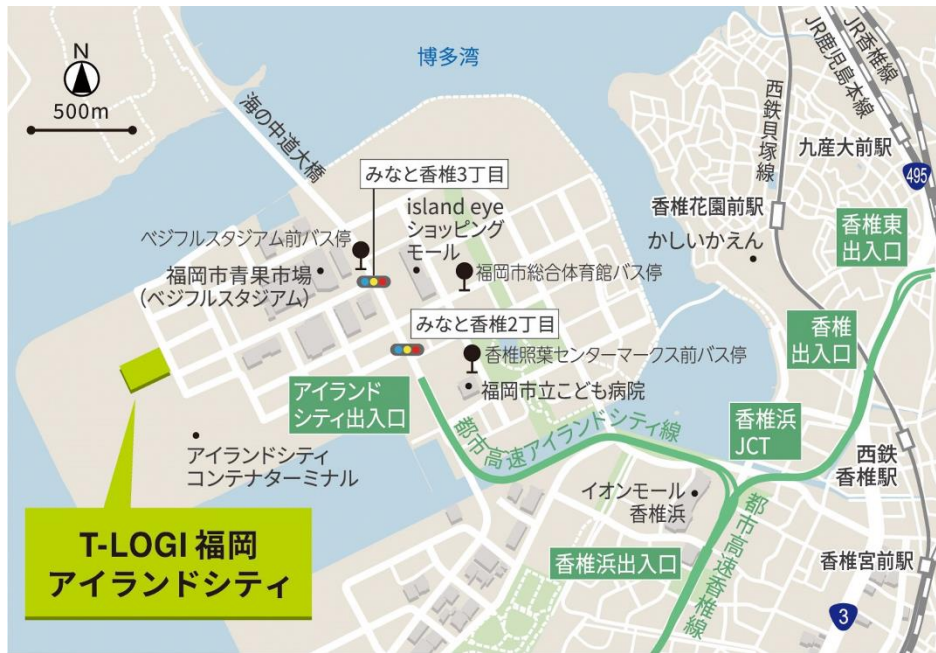 博多湾
N
500m
海の中道大橋
西鉄貝塚線
JR鹿児島本線
JR香椎線
九産大前駅
495
みなと香椎3丁目
island eye
ショッピング
モール
ベジフルスタジアム前バス停
福岡市青果市場
(ベジフルスタジアム)
福岡市総合体育館バス停
香椎花園前駅
かしいかえん
香椎東
出入口
みなと香椎2丁目
香椎照葉センターマークス前バス停
福岡市立こども病院
香椎
出入口
アイランド
シティ出入口
都市高速アイランドシティ線
香椎浜
JCT
西鉄
香椎駅
アイランドシティ
コンテナターミナル
イオンモール
香椎浜
T-LOGI 福岡
アイランドシティ
香椎浜出入口
都市高速香椎線
香椎宮前駅
3